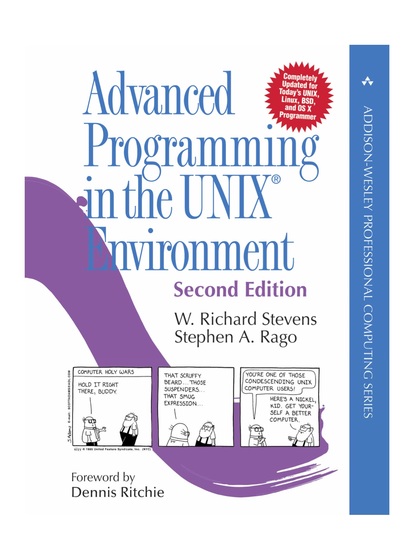 Completely
Updated for
Today's UNIX,
Linux, BSD,
and OS X
Programmer
Advanced
Programming
in the UNIX®
Environment
Second Edition
W. Richard Stevens
Stephen A. Rago
COMPUTER HOLY WARS
HOLD IT RIGHT
THERE, BUDDY.
THAT SCRUFFY
BEARD... THOSE
SUSPENDERS...
THAT SMUG
EXPRESSION...
YOU'RE ONE OF THOSE
CONDESCENDING UNIX
COMPUTER USERS!
HERE'S A NICKEL,
KID. GET YOUR-
SELF A BETTER
COMPUTER.
Foreword by
Dennis Ritchie
ADDISON-WESLEY PROFESSIONAL COMPUTING SERIES